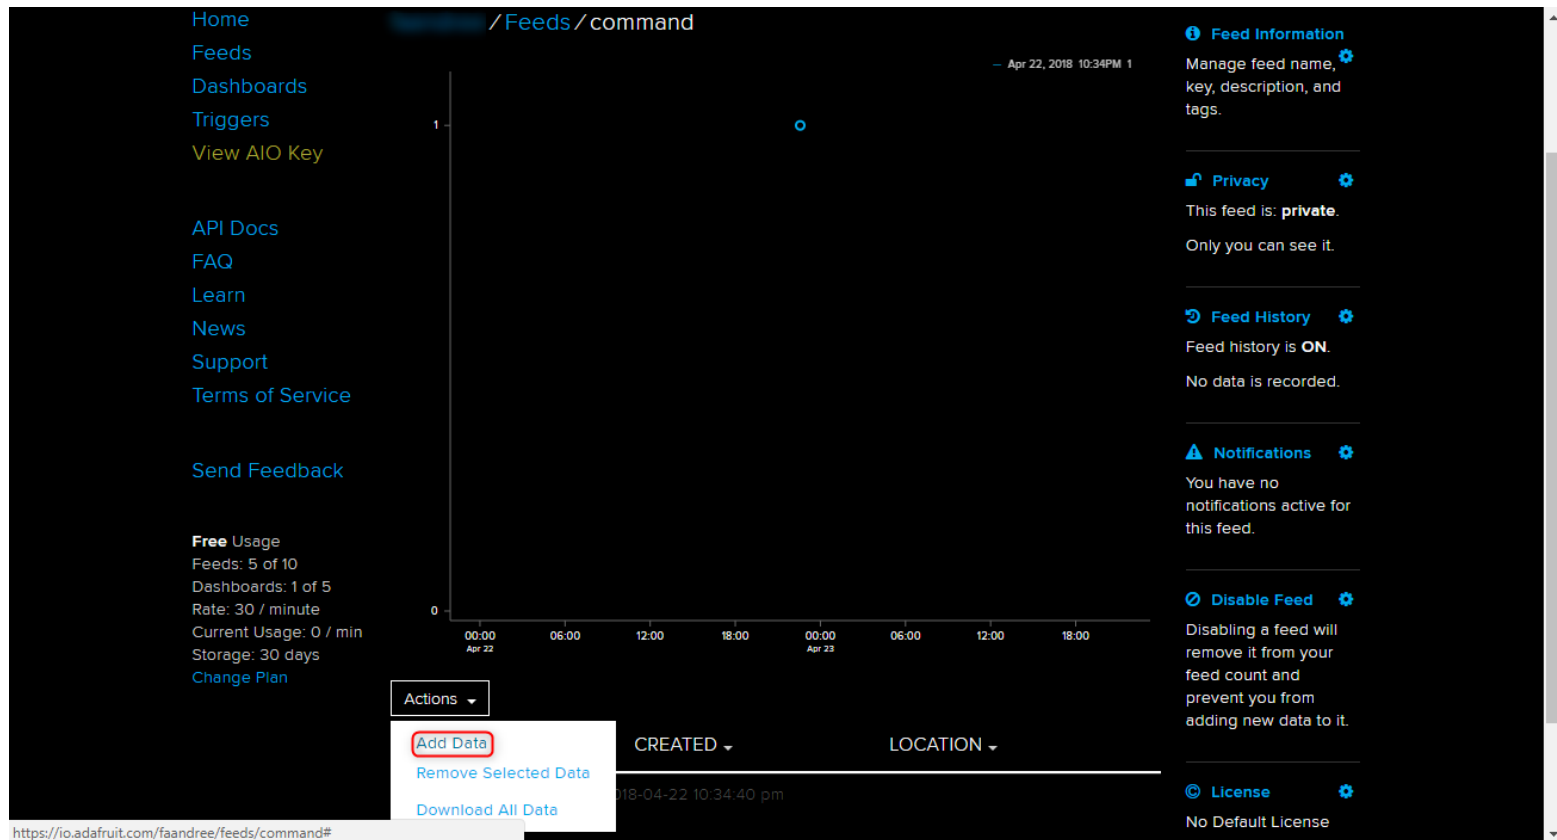 Home
Feeds
Dashboards
Triggers
View AIO Key
API Docs
FAQ
Learn
News
Support
Terms of Service
Send Feedback
Free Usage
Feeds: 5 of 10
Dashboards: 1 of 5
Rate: 30 / minute
Current Usage: 0 / min
Storage: 30 days
Change Plan
/ Feeds / command
Apr 22, 2018 10:34PM 1
1
0
00:00 06:00 12:00 18:00 00:00 06:00 12:00 18:00
Apr 22 Apr 23
Actions
Add Data
Remove Selected Data
Download All Data
CREATED LOCATION
018-04-22 10:34:40 pm
Feed Information
Manage feed name,
key, description, and
tags.
Privacy
This feed is: private.
Only you can see it.
Feed History
Feed history is ON.
No data is recorded.
Notifications
You have no
notifications active for
this feed.
Disable Feed
Disabling a feed will
remove it from your
feed count and
prevent you from
adding new data to it.
License
No Default License
https://io.adafruit.com/faandree/feeds/command#